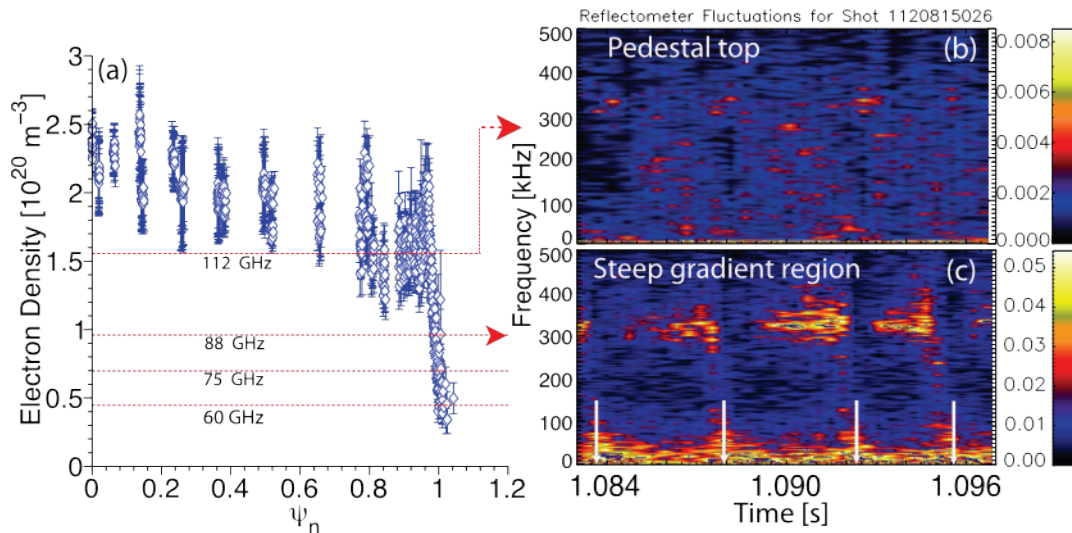 Reflectometer Fluctuations for Shot 1120815026
(a)
Electron Density [10²⁰ m⁻³]
3
2.5
2
1.5
1
0.5
0
112 GHz
88 GHz
75 GHz
60 GHz
0 0.2 0.4 0.6 0.8 1.0 1.2
ψn
Pedestal top (b)
Frequency [kHz]
500
400
300
200
100
0
0.008
0.006
0.004
0.002
0.000
Steep gradient region (c)
500
400
300
200
100
0
0.05
0.04
0.03
0.02
0.01
0.00
1.084 1.090 1.096
Time [s]